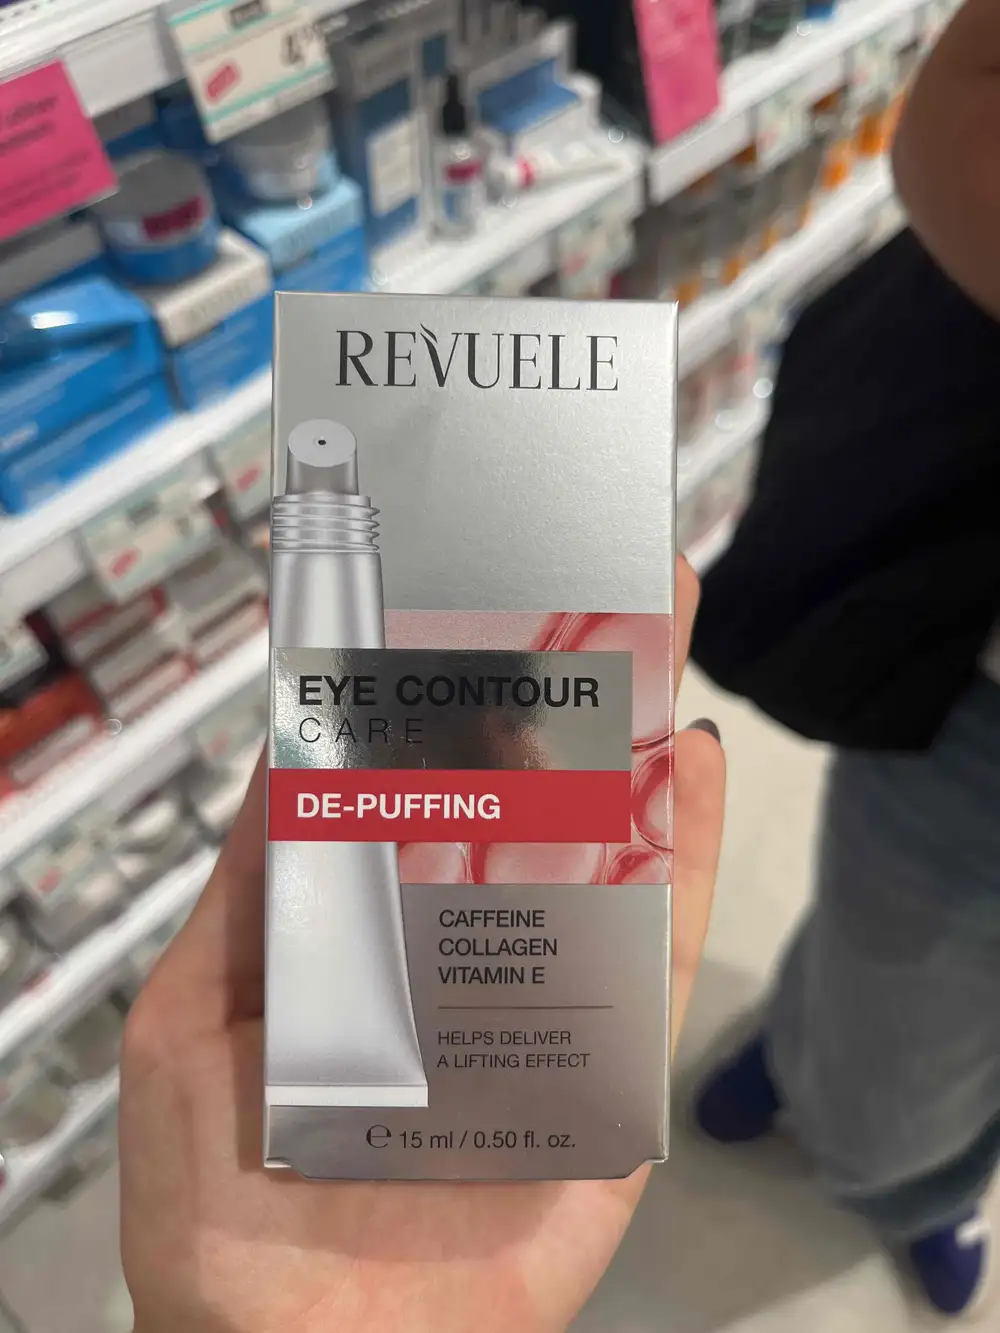 REVUELE
EYE CONTOUR
CARE
DE-PUFFING
CAFFEINE
COLLAGEN
VITAMIN E
HELPS DELIVER
A LIFTING EFFECT
℮ 15 ml / 0.50 fl. oz.